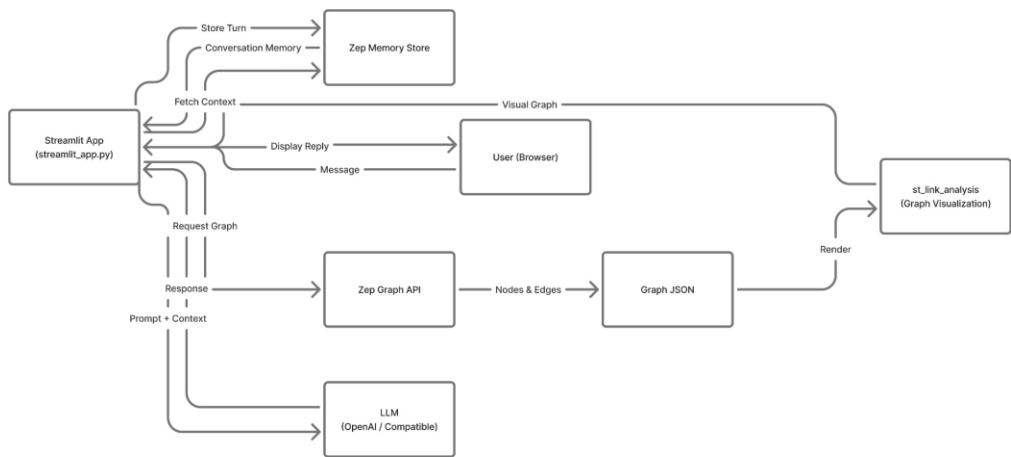 Store Turn
Conversation Memory
Zep Memory Store
Fetch Context
Visual Graph
Streamlit App
(streamlit_app.py)
Display Reply
User (Browser)
Message
st_link_analysis
(Graph Visualization)
Request Graph
Render
Response
Zep Graph API
Nodes & Edges
Graph JSON
Prompt + Context
LLM
(OpenAI / Compatible)